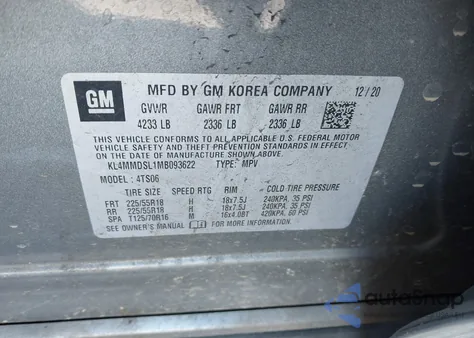 GM
MFD BY GM KOREA COMPANY 12/20
GVWR GAWR FRT GAWR RR
4233 LB 2336 LB 2336 LB
THIS VEHICLE CONFORMS TO ALL APPLICABLE U.S. FEDERAL MOTOR
VEHICLE SAFETY, BUMPER, AND THEFT PREVENTION STANDARDS IN
EFFECT ON THE DATE OF MANUFACTURE SHOWN ABOVE.
KL4MMDSL1MB093622 TYPE: MPV
MODEL: 4TS06
SPEED RTG RIM COLD TIRE PRESSURE
FRT 225/55R18 H 18x7.5J 240KPA, 35 PSI
RR 225/55R18 H 18x7.5J 240KPA, 35 PSI
SPA T125/70R16 M 16x4.0BT 420KPA, 60 PSI
SEE OWNER'S MANUAL FOR MORE INFORMATION.
autosnap